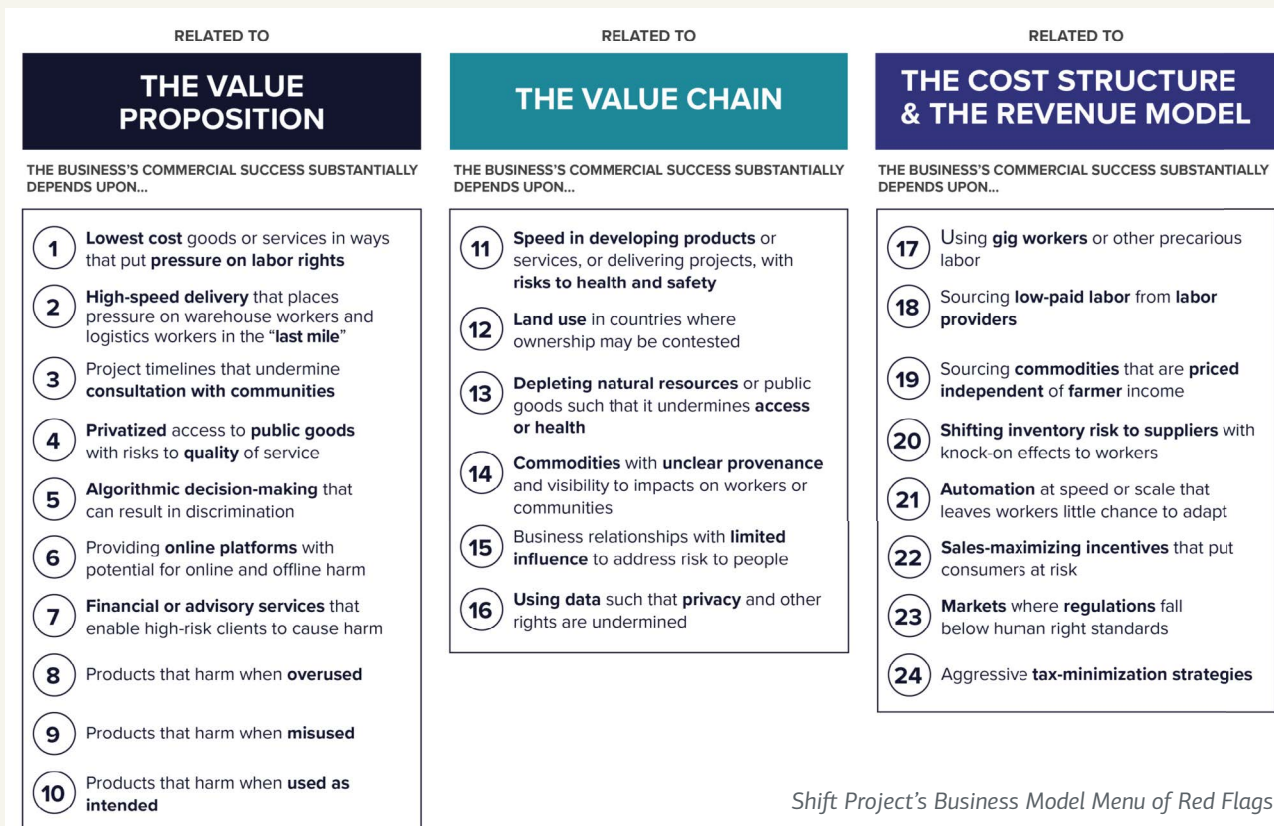 RELATED TO
THE VALUE
PROPOSITION
THE BUSINESS'S COMMERCIAL SUCCESS SUBSTANTIALLY
DEPENDS UPON...
1 Lowest cost goods or services in ways
that put pressure on labor rights
2 High-speed delivery that places
pressure on warehouse workers and
logistics workers in the "last mile"
3 Project timelines that undermine
consultation with communities
4 Privatized access to public goods
with risks to quality of service
5 Algorithmic decision-making that
can result in discrimination
6 Providing online platforms with
potential for online and offline harm
7 Financial or advisory services that
enable high-risk clients to cause harm
8 Products that harm when overused
9 Products that harm when misused
10 Products that harm when used as
intended
RELATED TO
THE VALUE CHAIN
THE BUSINESS'S COMMERCIAL SUCCESS SUBSTANTIALLY
DEPENDS UPON...
11 Speed in developing products or
services, or delivering projects, with
risks to health and safety
12 Land use in countries where
ownership may be contested
13 Depleting natural resources or public
goods such that it undermines access
or health
14 Commodities with unclear provenance
and visibility to impacts on workers or
communities
15 Business relationships with limited
influence to address risk to people
16 Using data such that privacy and other
rights are undermined
RELATED TO
THE COST STRUCTURE
& THE REVENUE MODEL
THE BUSINESS'S COMMERCIAL SUCCESS SUBSTANTIALLY
DEPENDS UPON...
17 Using gig workers or other precarious
labor
18 Sourcing low-paid labor from labor
providers
19 Sourcing commodities that are priced
independent of farmer income
20 Shifting inventory risk to suppliers with
knock-on effects to workers
21 Automation at speed or scale that
leaves workers little chance to adapt
22 Sales-maximizing incentives that put
consumers at risk
23 Markets where regulations fall
below human right standards
24 Aggressive tax-minimization strategies
Shift Project's Business Model Menu of Red Flags